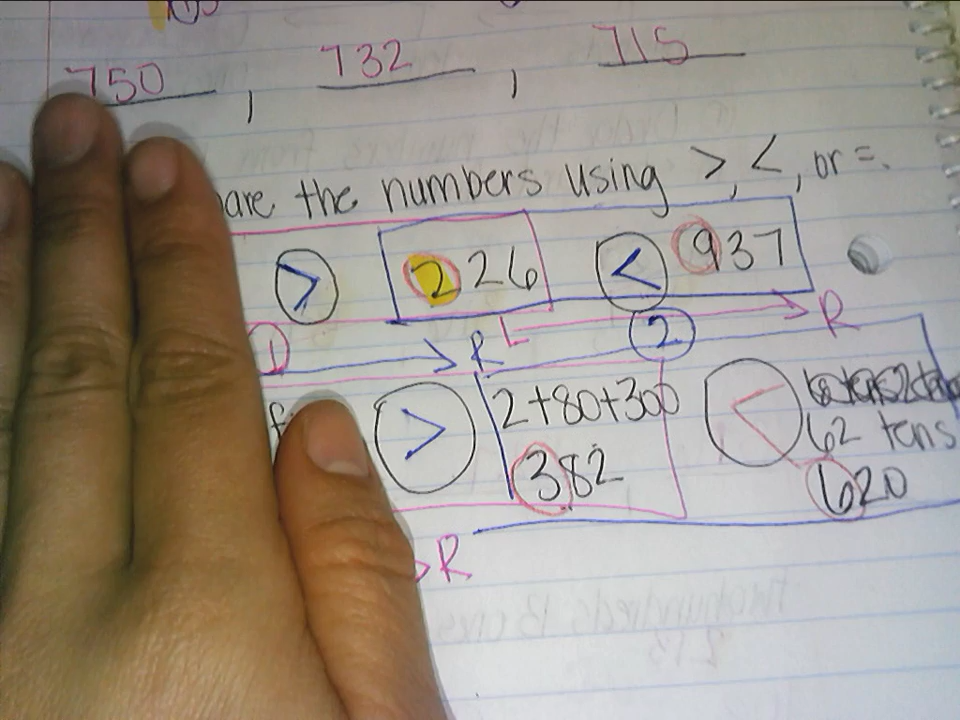 750 , 732 , 715
are the numbers using >, <, or =.
> 226 < 937
1 R L R
2
> 2+80+300 <
62 tens
382 620
R